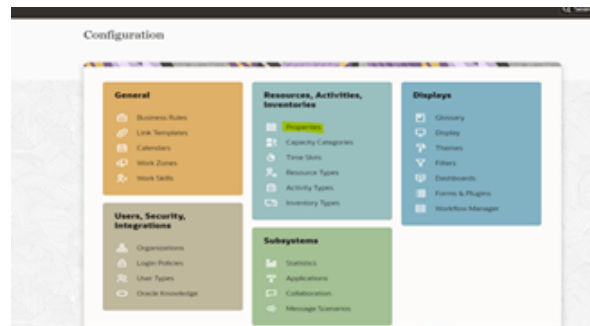 Configuration
General
Business Rules
Link Templates
Calendars
Work Zones
Work Skills
Users, Security,
Integrations
Organizations
Login Policies
User Types
Oracle Knowledge
Resources, Activities,
Inventories
Properties
Capacity Categories
Time Slots
Resource Types
Activity Types
Inventory Types
Subsystems
Statistics
Applications
Collaboration
Message Scenarios
Displays
Glossary
Display
Themes
Filters
Dashboards
Forms & Plugins
Workflow Manager